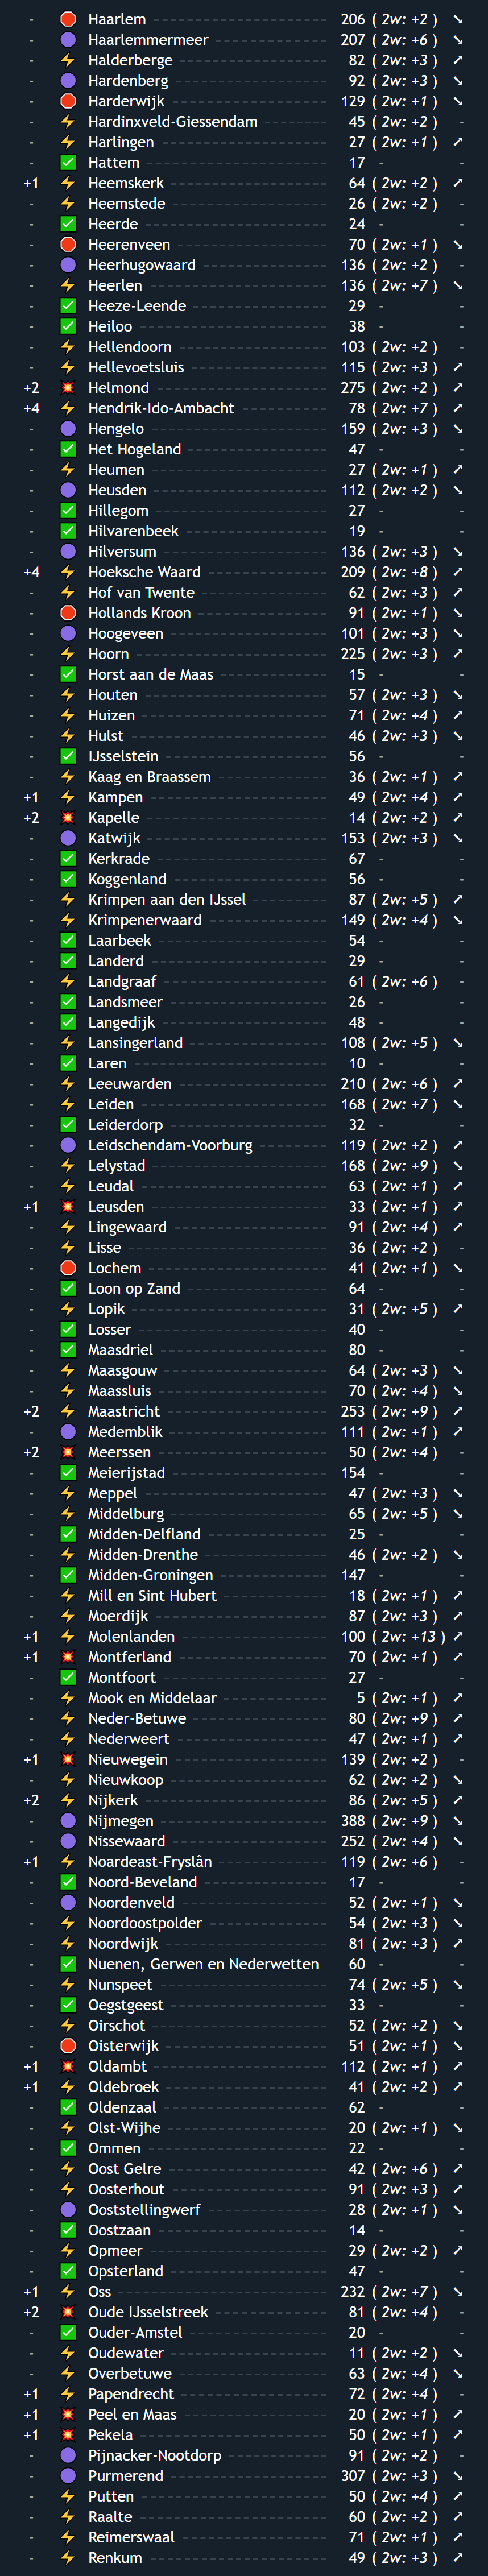 - Haarlem 206 ( 2w: +2 ) ↘
- Haarlemmermeer 207 ( 2w: +6 ) ↘
- Halderberge 82 ( 2w: +3 ) ↗
- Hardenberg 92 ( 2w: +3 ) ↘
- Harderwijk 129 ( 2w: +1 ) ↘
- Hardinxveld-Giessendam 45 ( 2w: +2 ) -
- Harlingen 27 ( 2w: +1 ) ↗
- Hattem 17 - -
+1 Heemskerk 64 ( 2w: +2 ) ↗
- Heemstede 26 ( 2w: +2 ) -
- Heerde 24 - -
- Heerenveen 70 ( 2w: +1 ) ↘
- Heerhugowaard 136 ( 2w: +2 ) -
- Heerlen 136 ( 2w: +7 ) ↘
- Heeze-Leende 29 - -
- Heiloo 38 - -
- Hellendoorn 103 ( 2w: +2 ) -
- Hellevoetsluis 115 ( 2w: +3 ) ↗
+2 Helmond 275 ( 2w: +2 ) ↗
+4 Hendrik-Ido-Ambacht 78 ( 2w: +7 ) ↗
- Hengelo 159 ( 2w: +3 ) ↘
- Het Hogeland 47 - -
- Heumen 27 ( 2w: +1 ) ↗
- Heusden 112 ( 2w: +2 ) ↘
- Hillegom 27 - -
- Hilvarenbeek 19 - -
- Hilversum 136 ( 2w: +3 ) ↘
+4 Hoeksche Waard 209 ( 2w: +8 ) ↗
- Hof van Twente 62 ( 2w: +3 ) ↗
- Hollands Kroon 91 ( 2w: +1 ) ↘
- Hoogeveen 101 ( 2w: +3 ) ↘
- Hoorn 225 ( 2w: +3 ) ↗
- Horst aan de Maas 15 - -
- Houten 57 ( 2w: +3 ) ↘
- Huizen 71 ( 2w: +4 ) ↗
- Hulst 46 ( 2w: +3 ) ↘
- IJsselstein 56 - -
- Kaag en Braassem 36 ( 2w: +1 ) ↗
+1 Kampen 49 ( 2w: +4 ) ↗
+2 Kapelle 14 ( 2w: +2 ) ↗
- Katwijk 153 ( 2w: +3 ) ↘
- Kerkrade 67 - -
- Koggenland 56 - -
- Krimpen aan den IJssel 87 ( 2w: +5 ) ↗
- Krimpenerwaard 149 ( 2w: +4 ) ↘
- Laarbeek 54 - -
- Landerd 29 - -
- Landgraaf 61 ( 2w: +6 ) -
- Landsmeer 26 - -
- Langedijk 48 - -
- Lansingerland 108 ( 2w: +5 ) ↘
- Laren 10 - -
- Leeuwarden 210 ( 2w: +6 ) ↗
- Leiden 168 ( 2w: +7 ) ↘
- Leiderdorp 32 - -
- Leidschendam-Voorburg 119 ( 2w: +2 ) ↗
- Lelystad 168 ( 2w: +9 ) ↘
- Leudal 63 ( 2w: +1 ) ↗
+1 Leusden 33 ( 2w: +1 ) ↗
- Lingewaard 91 ( 2w: +4 ) ↗
- Lisse 36 ( 2w: +2 ) -
- Lochem 41 ( 2w: +1 ) ↘
- Loon op Zand 64 - -
- Lopik 31 ( 2w: +5 ) ↗
- Losser 40 - -
- Maasdriel 80 - -
- Maasgouw 64 ( 2w: +3 ) ↘
- Maassluis 70 ( 2w: +4 ) ↘
+2 Maastricht 253 ( 2w: +9 ) ↗
- Medemblik 111 ( 2w: +1 ) ↗
+2 Meerssen 50 ( 2w: +4 ) -
- Meierijstad 154 - -
- Meppel 47 ( 2w: +3 ) ↘
- Middelburg 65 ( 2w: +5 ) ↘
- Midden-Delfland 25 - -
- Midden-Drenthe 46 ( 2w: +2 ) ↘
- Midden-Groningen 147 - -
- Mill en Sint Hubert 18 ( 2w: +1 ) ↗
- Moerdijk 87 ( 2w: +3 ) ↗
+1 Molenlanden 100 ( 2w: +13 ) ↗
+1 Montferland 70 ( 2w: +1 ) ↗
- Montfoort 27 - -
- Mook en Middelaar 5 ( 2w: +1 ) ↗
- Neder-Betuwe 80 ( 2w: +9 ) ↗
- Nederweert 47 ( 2w: +1 ) ↗
+1 Nieuwegein 139 ( 2w: +2 ) -
- Nieuwkoop 62 ( 2w: +2 ) ↘
+2 Nijkerk 86 ( 2w: +5 ) ↗
- Nijmegen 388 ( 2w: +9 ) ↘
- Nissewaard 252 ( 2w: +4 ) ↘
+1 Noardeast-Fryslân 119 ( 2w: +6 ) -
- Noord-Beveland 17 - -
- Noordenveld 52 ( 2w: +1 ) ↘
- Noordoostpolder 54 ( 2w: +3 ) ↘
- Noordwijk 81 ( 2w: +3 ) ↗
- Nuenen, Gerwen en Nederwetten 60 - -
- Nunspeet 74 ( 2w: +5 ) ↘
- Oegstgeest 33 - -
- Oirschot 52 ( 2w: +2 ) ↘
- Oisterwijk 51 ( 2w: +1 ) ↘
+1 Oldambt 112 ( 2w: +1 ) ↗
+1 Oldebroek 41 ( 2w: +2 ) ↗
- Oldenzaal 62 - -
- Olst-Wijhe 20 ( 2w: +1 ) ↘
- Ommen 22 - -
- Oost Gelre 42 ( 2w: +6 ) ↗
- Oosterhout 91 ( 2w: +3 ) ↗
- Ooststellingwerf 28 ( 2w: +1 ) ↘
- Oostzaan 14 - -
- Opmeer 29 ( 2w: +2 ) ↗
- Opsterland 47 - -
+1 Oss 232 ( 2w: +7 ) ↘
+2 Oude IJsselstreek 81 ( 2w: +4 ) -
- Ouder-Amstel 20 - -
- Oudewater 11 ( 2w: +2 ) ↘
- Overbetuwe 63 ( 2w: +4 ) ↘
+1 Papendrecht 72 ( 2w: +4 ) -
+1 Peel en Maas 20 ( 2w: +1 ) ↗
+1 Pekela 50 ( 2w: +1 ) ↗
- Pijnacker-Nootdorp 91 ( 2w: +2 ) -
- Purmerend 307 ( 2w: +3 ) ↘
- Putten 50 ( 2w: +4 ) ↗
- Raalte 60 ( 2w: +2 ) ↗
- Reimerswaal 71 ( 2w: +1 ) ↗
- Renkum 49 ( 2w: +3 ) ↗